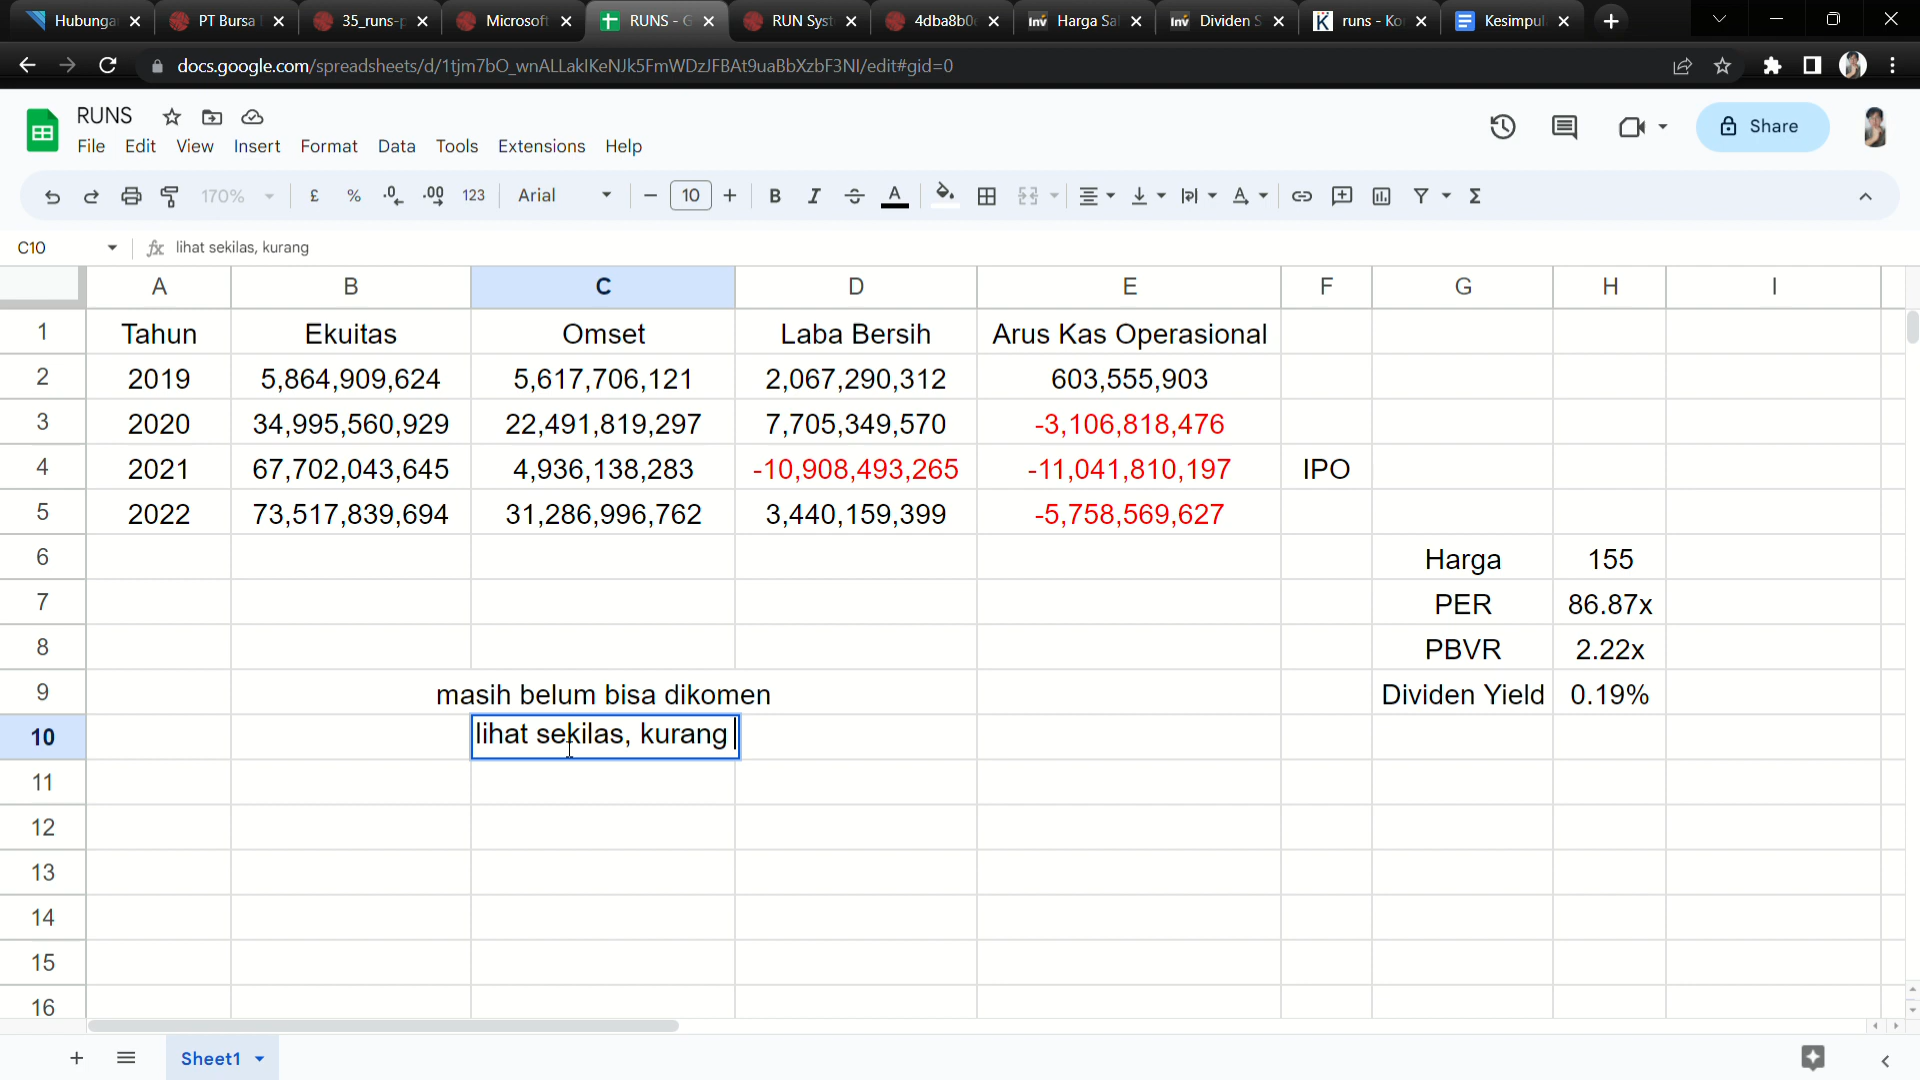 Hubunga
PT Bursa
35_runs-p
Microsoft
RUNS - G
RUN Syst
4dba8b0
Harga Sa
Dividen S
runs - Ko
Kesimpul
docs.google.com/spreadsheets/d/1tjm7bO_wnALLaklKeNJk5FmWDzJFBAt9uaBbXzbF3NI/edit#gid=0
RUNS
File Edit View Insert Format Data Tools Extensions Help
Share
170% £ % .0 .00 123 Arial 10 B I S A Σ
C10 fx lihat sekilas, kurang
A B C D E F G H I
1 Tahun Ekuitas Omset Laba Bersih Arus Kas Operasional
2 2019 5,864,909,624 5,617,706,121 2,067,290,312 603,555,903
3 2020 34,995,560,929 22,491,819,297 7,705,349,570 -3,106,818,476
4 2021 67,702,043,645 4,936,138,283 -10,908,493,265 -11,041,810,197 IPO
5 2022 73,517,839,694 31,286,996,762 3,440,159,399 -5,758,569,627
6 Harga 155
7 PER 86.87x
8 PBVR 2.22x
9 masih belum bisa dikomen Dividen Yield 0.19%
10 lihat sekilas, kurang
11
12
13
14
15
16
Sheet1